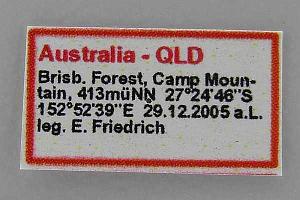 Australia - QLD
Brisb. Forest, Camp Moun-
tain, 413müNN 27°24'46"S
152°52'39"E 29.12.2005 a.L.
leg. E. Friedrich